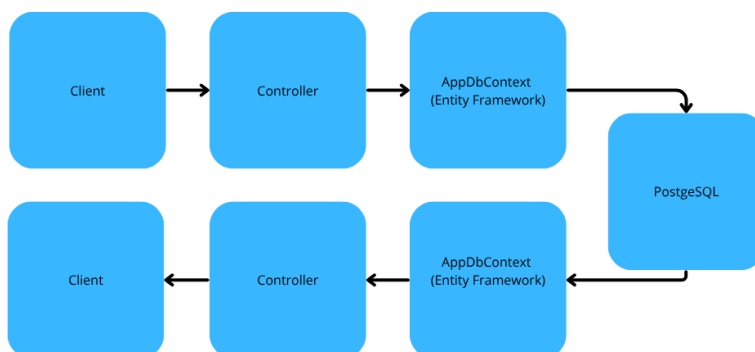 Client
Controller
AppDbContext
(Entity Framework)
PostgeSQL
Client
Controller
AppDbContext
(Entity Framework)